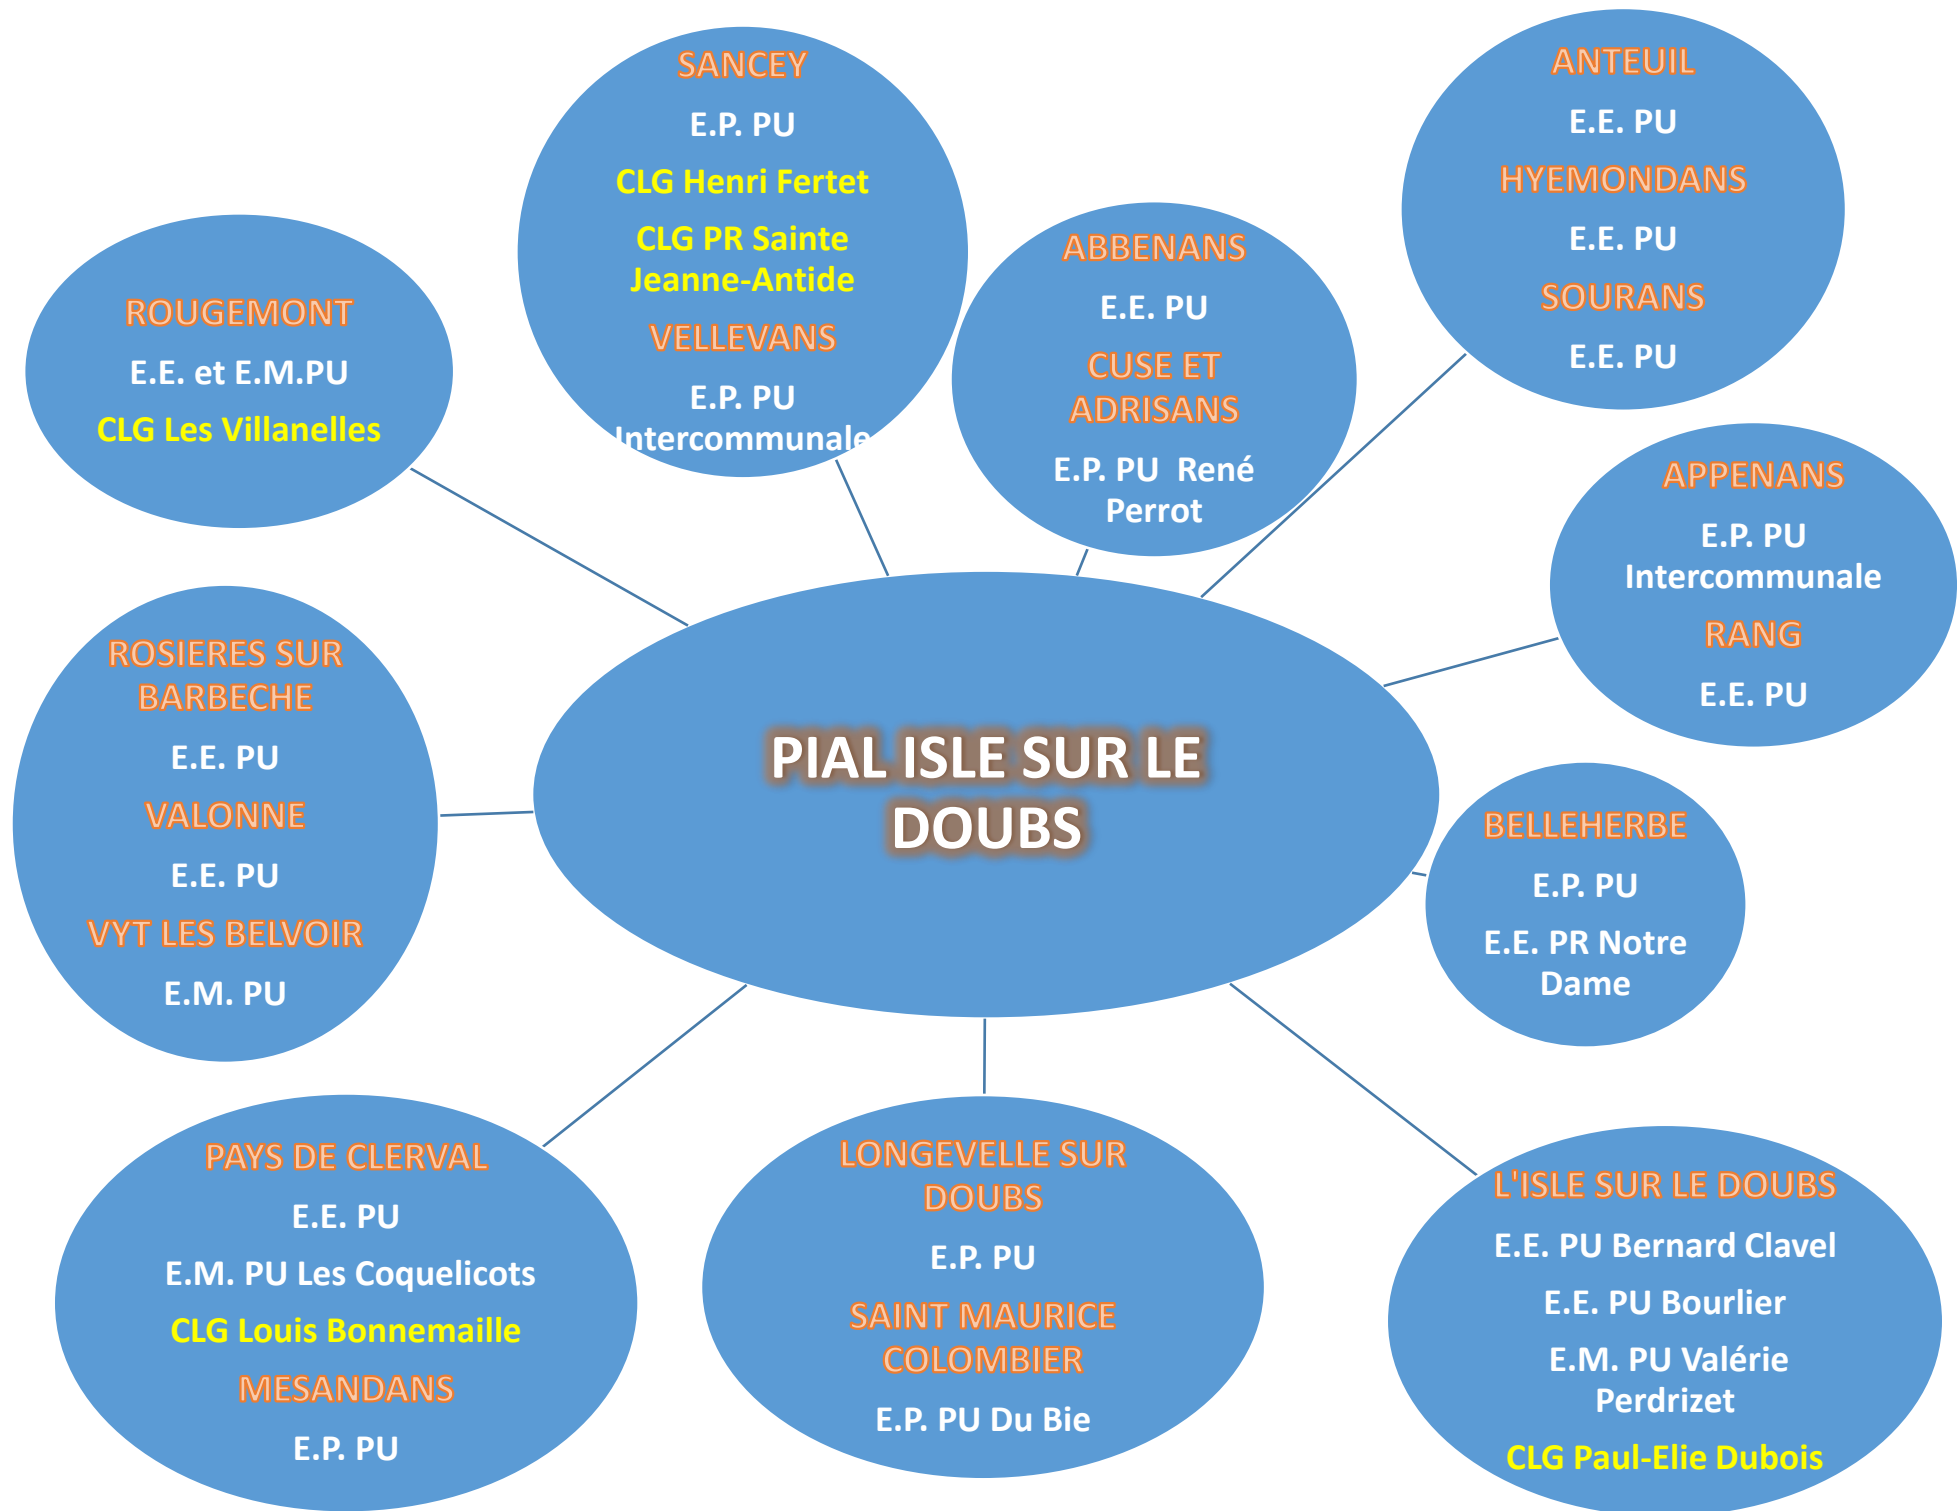 SANCEY
E.P. PU
CLG Henri Fertet
CLG PR Sainte
Jeanne-Antide
VELLEVANS
E.P. PU
Intercommunale
ANTEUIL
E.E. PU
HYEMONDANS
E.E. PU
SOURANS
E.E. PU
ABBENANS
E.E. PU
CUSE ET
ADRISANS
E.P. PU  René
Perrot
ROUGEMONT
E.E. et E.M.PU
CLG Les Villanelles
APPENANS
E.P. PU
Intercommunale
RANG
E.E. PU
ROSIERES SUR
BARBECHE
E.E. PU
VALONNE
E.E. PU
VYT LES BELVOIR
E.M. PU
PIAL ISLE SUR LE
DOUBS
BELLEHERBE
E.P. PU
E.E. PR Notre
Dame
PAYS DE CLERVAL
E.E. PU
E.M. PU Les Coquelicots
CLG Louis Bonnemaille
MESANDANS
E.P. PU
LONGEVELLE SUR
DOUBS
E.P. PU
SAINT MAURICE
COLOMBIER
E.P. PU Du Bie
L'ISLE SUR LE DOUBS
E.E. PU Bernard Clavel
E.E. PU Bourlier
E.M. PU Valérie
Perdrizet
CLG Paul-Elie Dubois